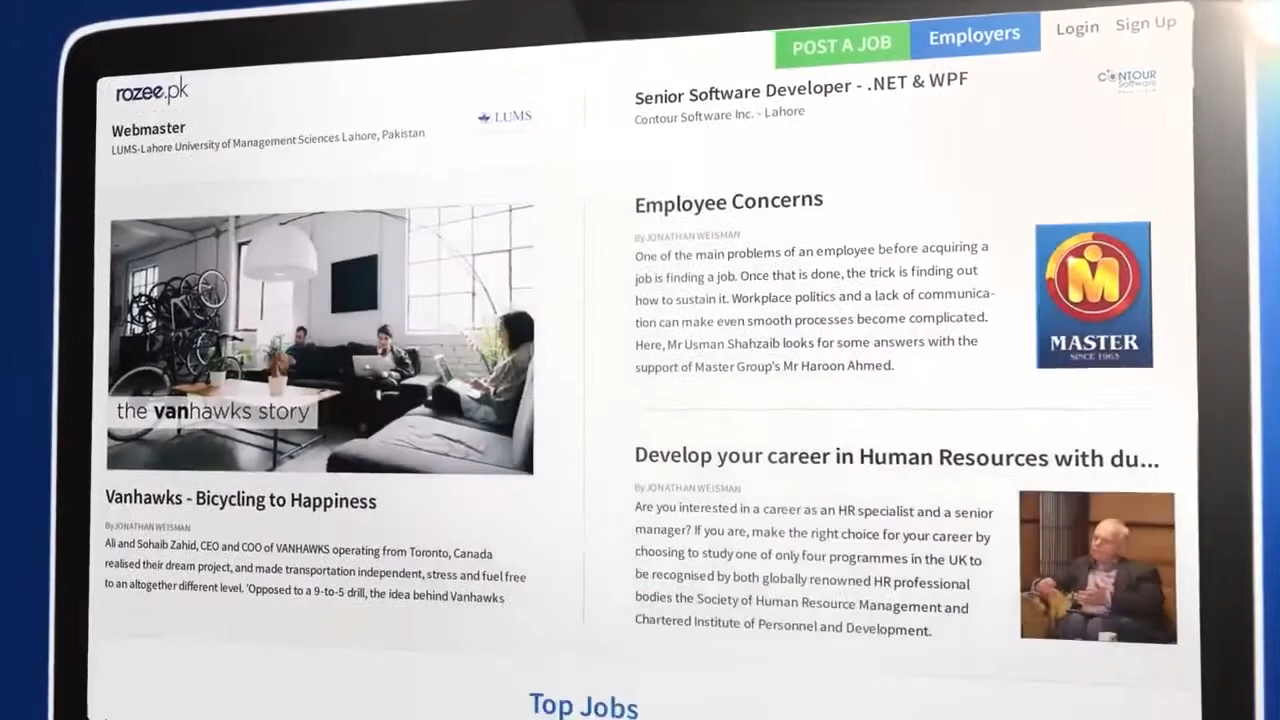 POST A JOB
Employers
Login
Sign Up
rozee.pk
Webmaster
LUMS-Lahore University of Management Sciences Lahore, Pakistan
LUMS
Senior Software Developer - .NET & WPF
Contour Software Inc. - Lahore
CONTOUR
Software
the vanhawks story
Vanhawks - Bicycling to Happiness
By JONATHAN WEISMAN
Ali and Sohaib Zahid, CEO and COO of VANHAWKS operating from Toronto, Canada
realised their dream project, and made transportation independent, stress and fuel free
to an altogether different level. 'Opposed to a 9-to-5 drill, the idea behind Vanhawks
Employee Concerns
By JONATHAN WEISMAN
One of the main problems of an employee before acquiring a
job is finding a job. Once that is done, the trick is finding out
how to sustain it. Workplace politics and a lack of communica-
tion can make even smooth processes become complicated.
Here, Mr Usman Shahzaib looks for some answers with the
support of Master Group's Mr Haroon Ahmed.
MASTER
SINCE 1963
Develop your career in Human Resources with du...
By JONATHAN WEISMAN
Are you interested in a career as an HR specialist and a senior
manager? If you are, make the right choice for your career by
choosing to study one of only four programmes in the UK to
be recognised by both globally renowned HR professional
bodies the Society of Human Resource Management and
Chartered Institute of Personnel and Development.
Top Jobs